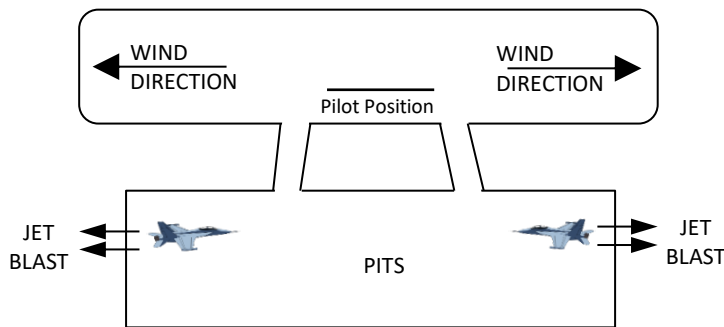 WIND
DIRECTION
WIND
DIRECTION
Pilot Position
JET
BLAST
PITS
JET
BLAST